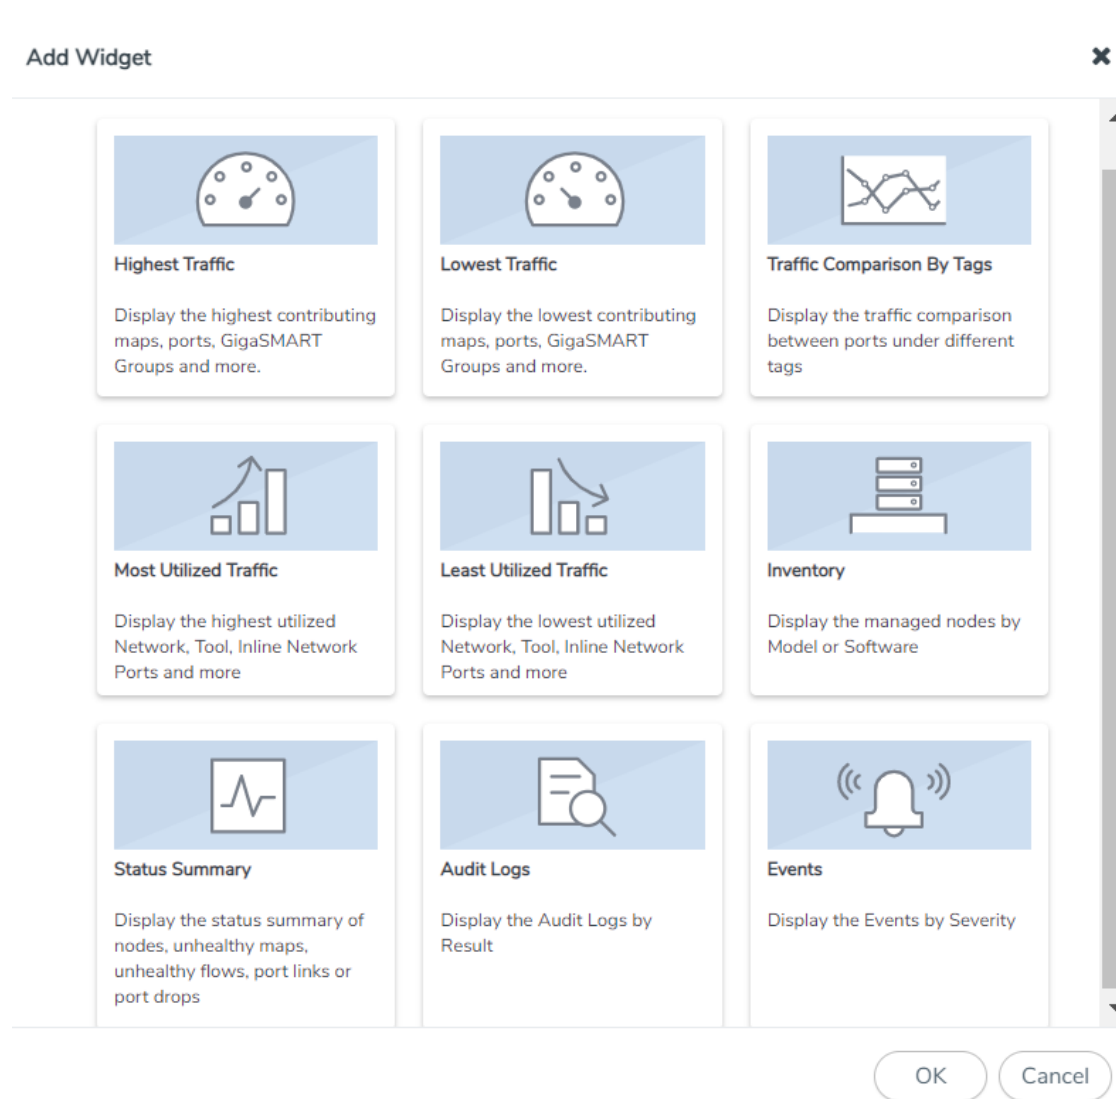 Add Widget
Highest Traffic
Display the highest contributing
maps, ports, GigaSMART
Groups and more.
Lowest Traffic
Display the lowest contributing
maps, ports, GigaSMART
Groups and more.
Traffic Comparison By Tags
Display the traffic comparison
between ports under different
tags
Most Utilized Traffic
Display the highest utilized
Network, Tool, Inline Network
Ports and more
Least Utilized Traffic
Display the lowest utilized
Network, Tool, Inline Network
Ports and more
Inventory
Display the managed nodes by
Model or Software
Status Summary
Display the status summary of
nodes, unhealthy maps,
unhealthy flows, port links or
port drops
Audit Logs
Display the Audit Logs by
Result
Events
Display the Events by Severity
OK
Cancel